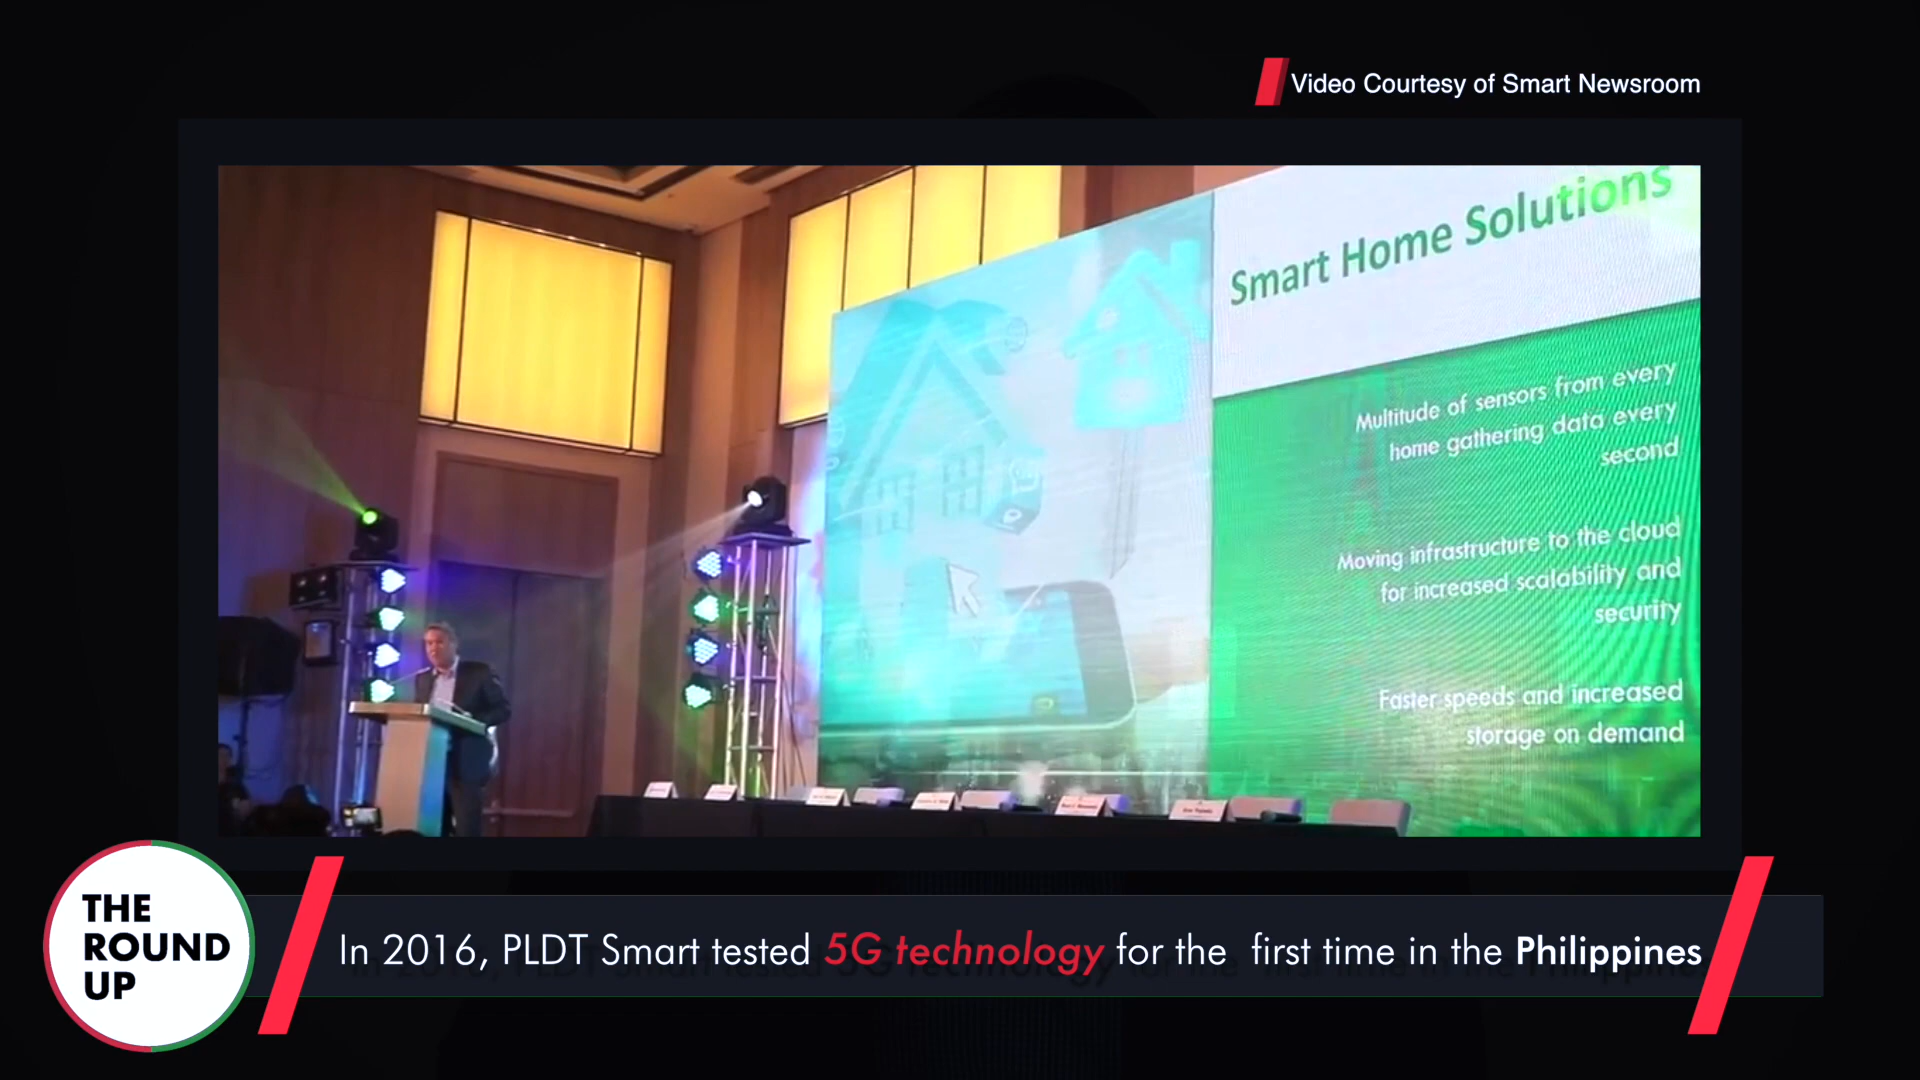 Video Courtesy of Smart Newsroom
Smart Home Solutions
Multitude of sensors from every
home gathering data every
second
Moving infrastructure to the cloud
for increased scalability and
security
Faster speeds and increased
storage on demand
THE
ROUND
UP
In 2016, PLDT Smart tested 5G technology for the first time in the Philippines